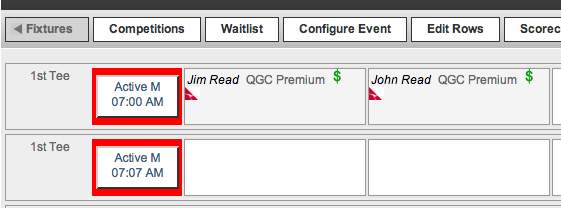 Fixtures Competitions Waitlist Configure Event Edit Rows Scorec
1st Tee Active M Jim Read QGC Premium $ John Read QGC Premium $
07:00 AM
1st Tee Active M
07:07 AM